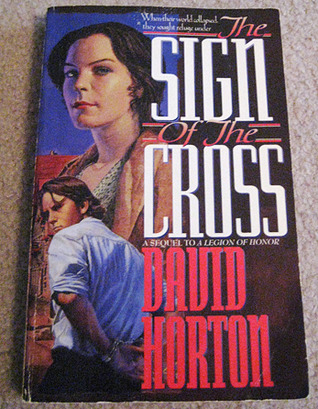 When their world collapsed,
they sought refuge under
The
SIGN
Of The
CROSS
A SEQUEL TO A LEGION OF HONOR
DAVID
HORTON